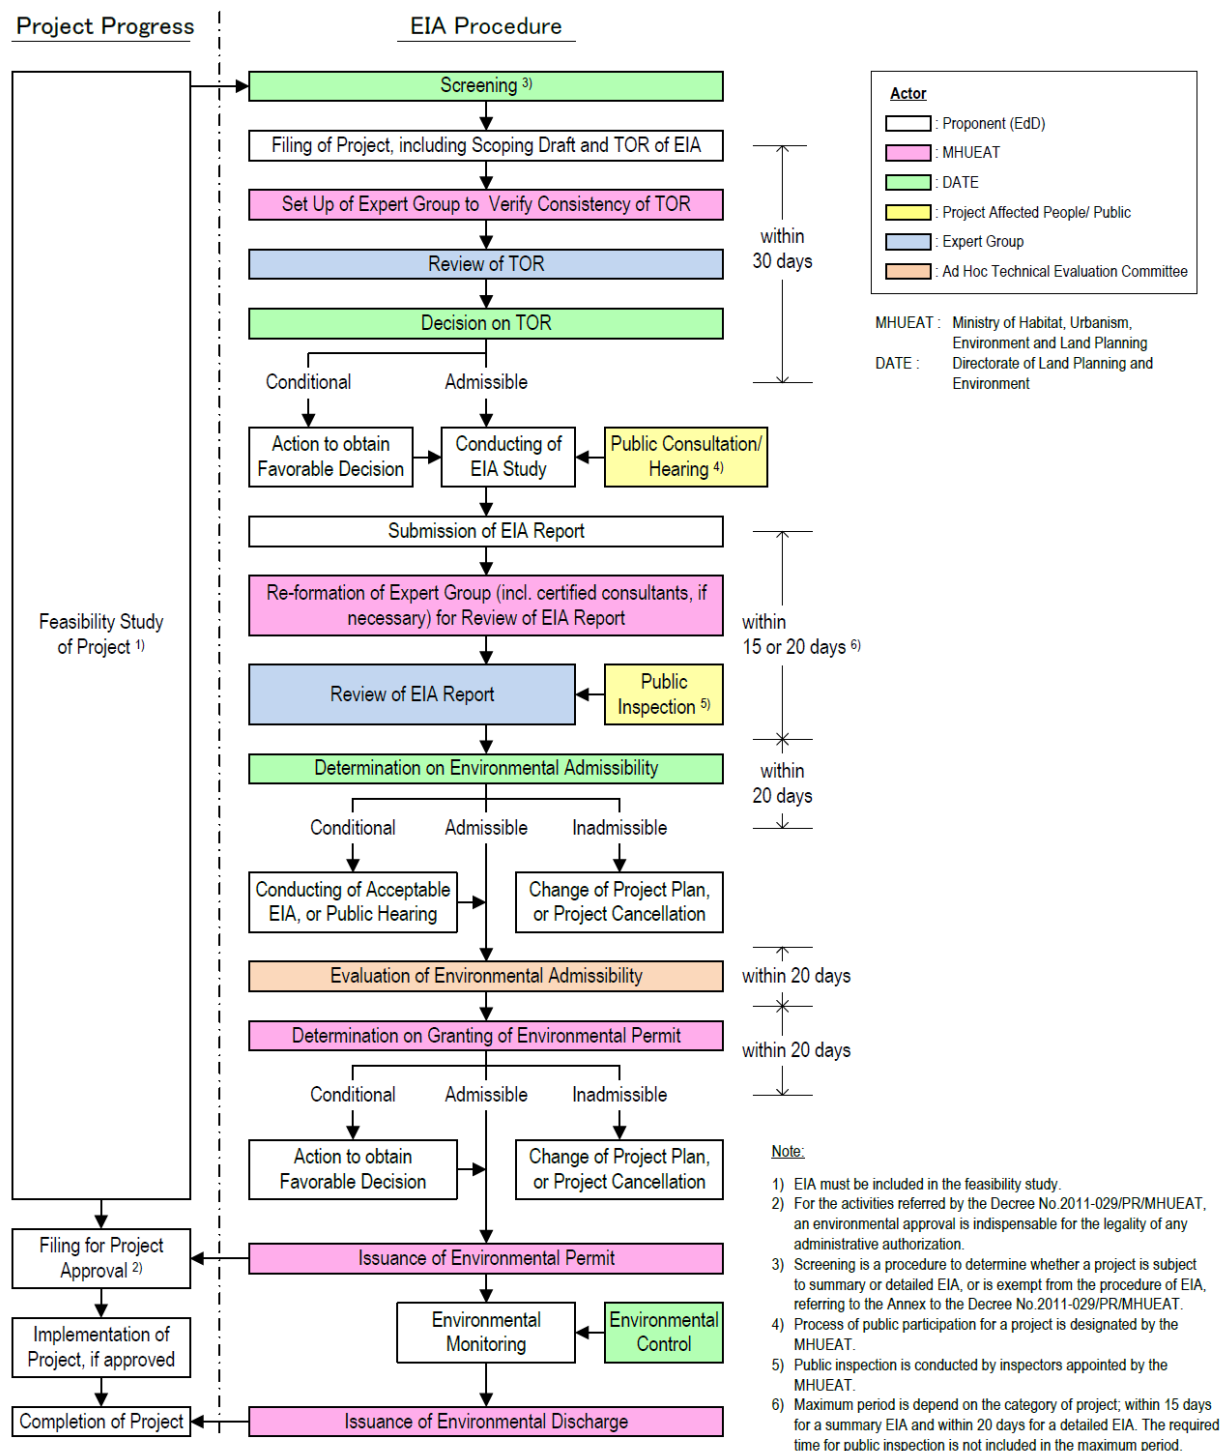 Project Progress
EIA Procedure
Screening 3)
Filing of Project, including Scoping Draft and TOR of EIA
Set Up of Expert Group to Verify Consistency of TOR
Review of TOR
Decision on TOR
Conditional
Admissible
Action to obtain
Favorable Decision
Conducting of
EIA Study
Public Consultation/
Hearing 4)
Submission of EIA Report
Re-formation of Expert Group (incl. certified consultants, if
necessary) for Review of EIA Report
Feasibility Study
of Project 1)
Review of EIA Report
Public
Inspection 5)
Determination on Environmental Admissibility
Conditional
Admissible
Inadmissible
Conducting of Acceptable
EIA, or Public Hearing
Change of Project Plan,
or Project Cancellation
Evaluation of Environmental Admissibility
Determination on Granting of Environmental Permit
Conditional
Admissible
Inadmissible
Action to obtain
Favorable Decision
Change of Project Plan,
or Project Cancellation
Filing for Project
Approval 2)
Issuance of Environmental Permit
Implementation of
Project, if approved
Environmental
Monitoring
Environmental
Control
Completion of Project
Issuance of Environmental Discharge
within
30 days
within
15 or 20 days 6)
within
20 days
within 20 days
within 20 days
Actor
: Proponent (EdD)
: MHUEAT
: DATE
: Project Affected People/ Public
: Expert Group
: Ad Hoc Technical Evaluation Committee
MHUEAT : Ministry of Habitat, Urbanism,
Environment and Land Planning
DATE : Directorate of Land Planning and
Environment
Note:
1) EIA must be included in the feasibility study.
2) For the activities referred by the Decree No.2011-029/PR/MHUEAT,
an environmental approval is indispensable for the legality of any
administrative authorization.
3) Screening is a procedure to determine whether a project is subject
to summary or detailed EIA, or is exempt from the procedure of EIA,
referring to the Annex to the Decree No.2011-029/PR/MHUEAT.
4) Process of public participation for a project is designated by the
MHUEAT.
5) Public inspection is conducted by inspectors appointed by the
MHUEAT.
6) Maximum period is depend on the category of project; within 15 days
for a summary EIA and within 20 days for a detailed EIA. The required
time for public inspection is not included in the maximum period.